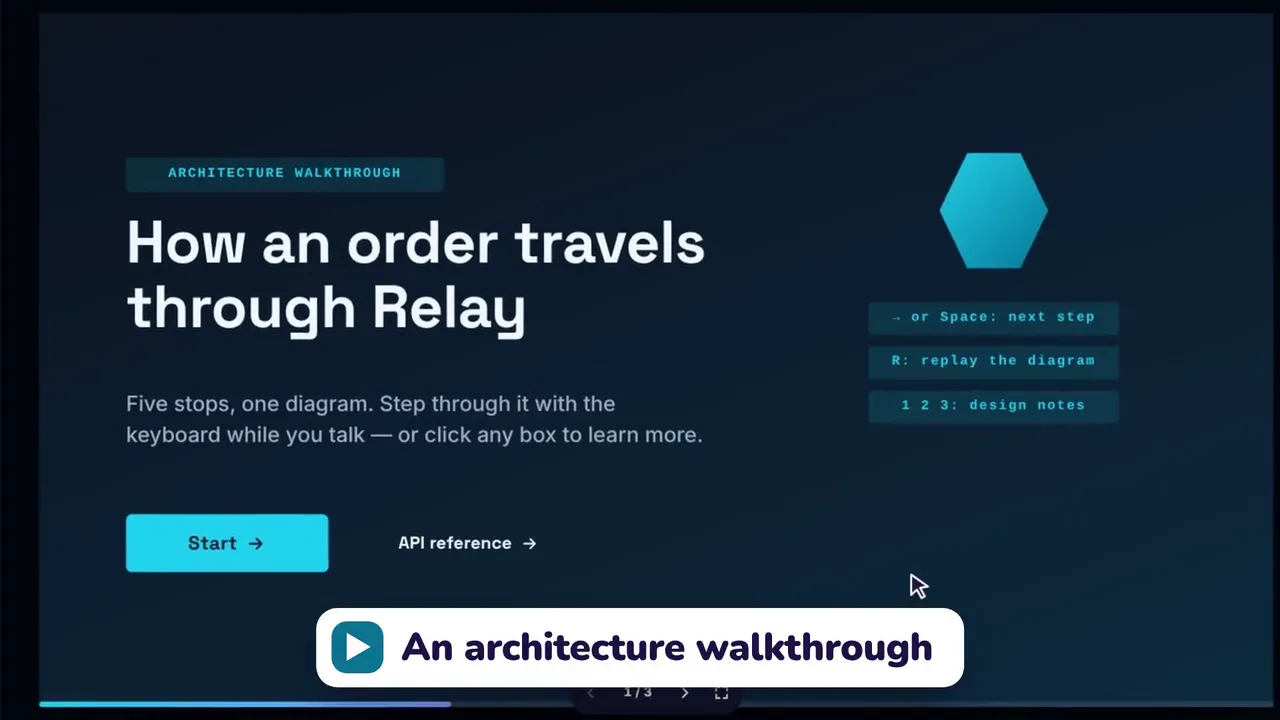 ARCHITECTURE WALKTHROUGH
How an order travels
through Relay
Five stops, one diagram. Step through it with the
keyboard while you talk — or click any box to learn more.
Start →
API reference →
→ or Space: next step
R: replay the diagram
1 2 3: design notes
An architecture walkthrough
1/3